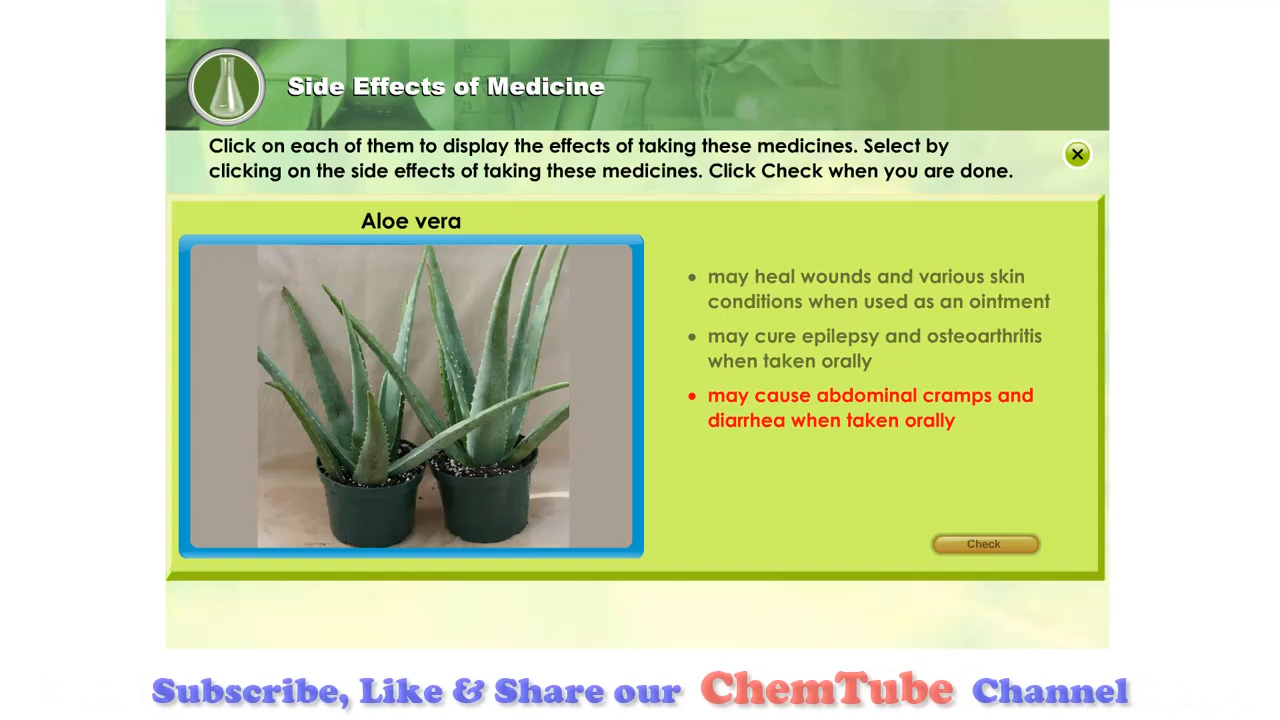 Side Effects of Medicine
Click on each of them to display the effects of taking these medicines. Select by
clicking on the side effects of taking these medicines. Click Check when you are done.
Aloe vera
• may heal wounds and various skin
conditions when used as an ointment
• may cure epilepsy and osteoarthritis
when taken orally
• may cause abdominal cramps and
diarrhea when taken orally
Check
Subscribe, Like & Share our ChemTube Channel